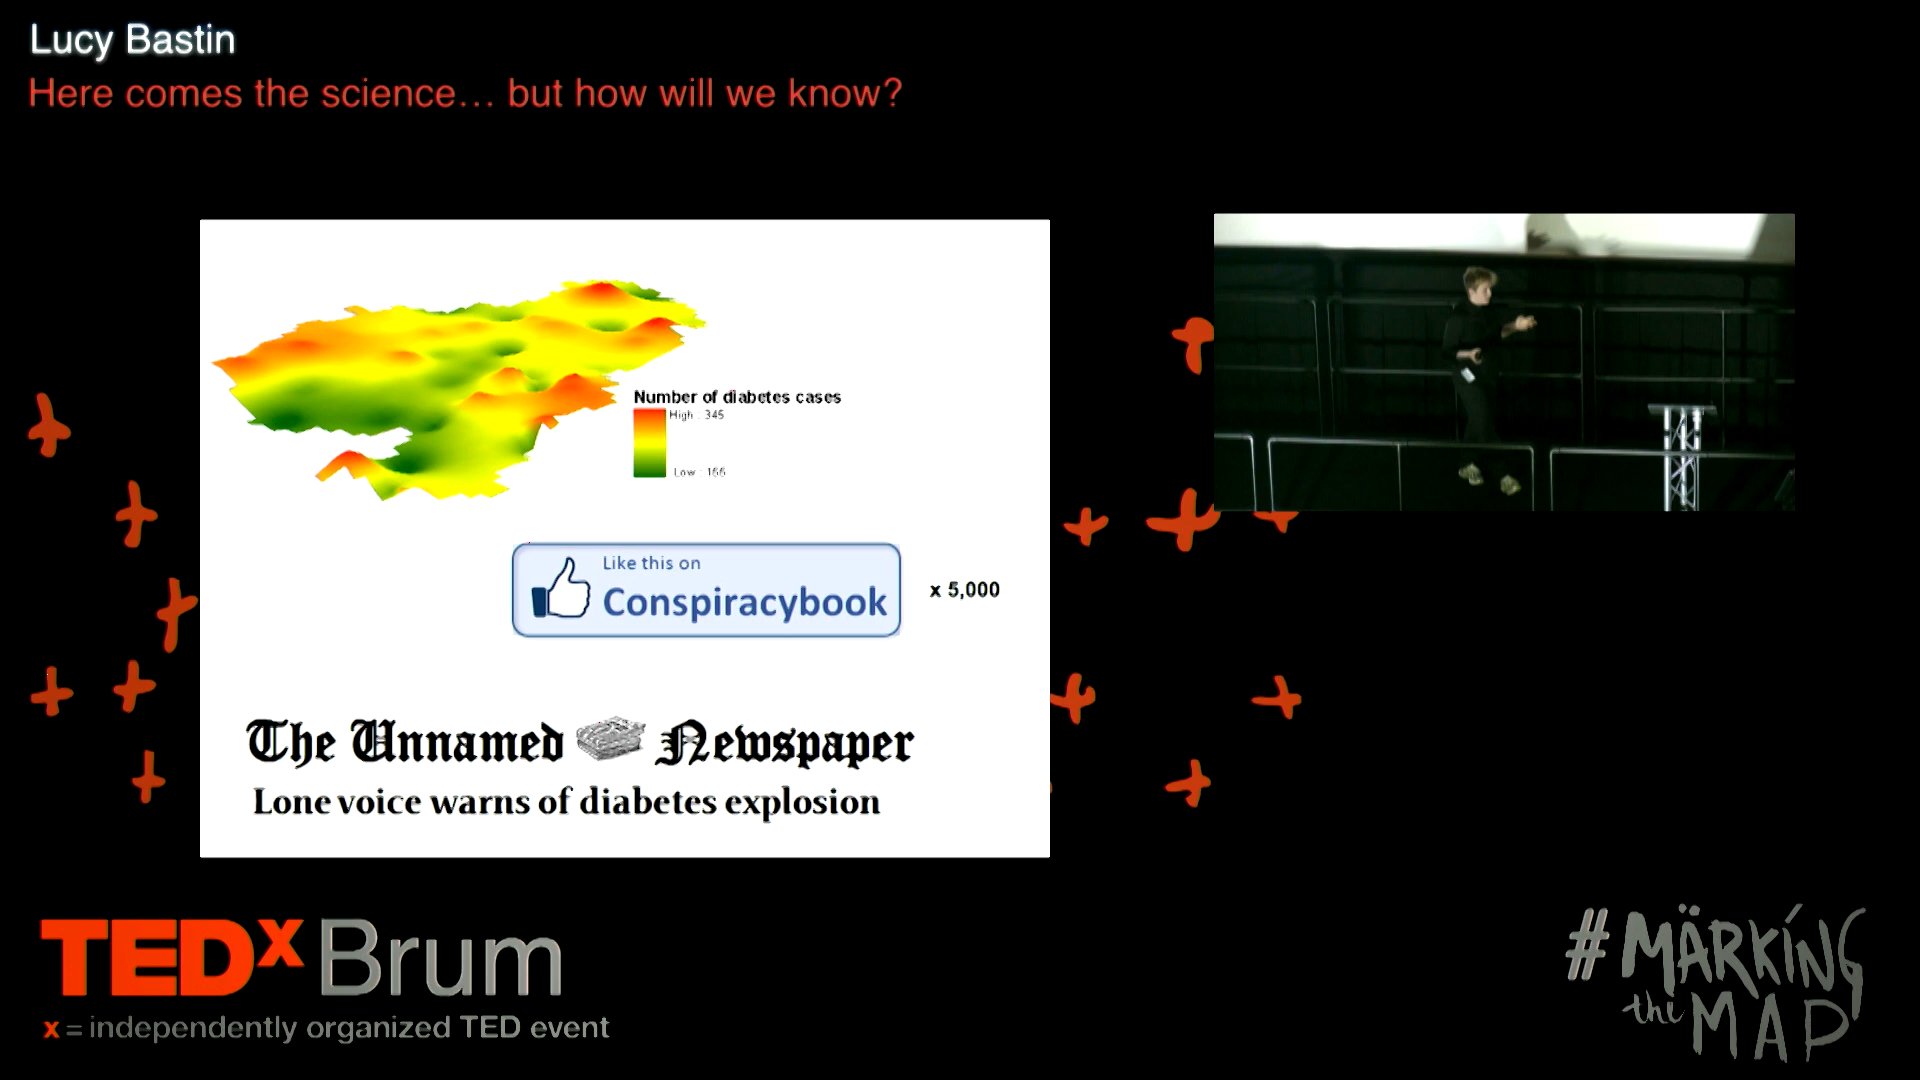 Lucy Bastin
Here comes the science... but how will we know?
Number of diabetes cases
High : 345
Low : 166
Like this on
Conspiracybook
x 5,000
The Unnamed Newspaper
Lone voice warns of diabetes explosion
TEDx Brum
x = independently organized TED event
#MÄRKÍNG
the MAP